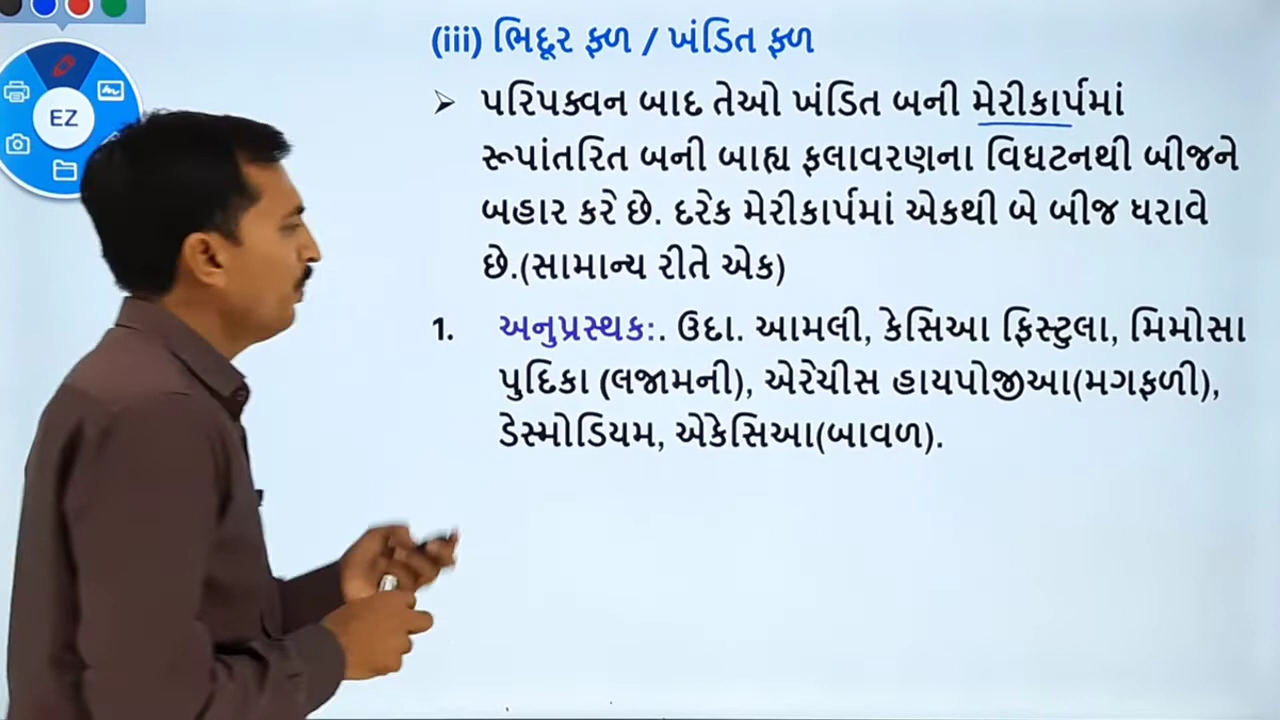 (iii) ભિદૂર ફળ / ખંડિત ફળ
➤ પરિપક્વન બાદ તેઓ ખંડિત બની મેરીકાર્પમાં
રૂપાંતરિત બની બાહ્ય ફલાવરણના વિઘટનથી બીજને
બહાર કરે છે. દરેક મેરીકાર્પમાં એકથી બે બીજ ધરાવે
છે.(સામાન્ય રીતે એક)
1. અનુપ્રસ્થક:. ઉદા. આમલી, કેસિઆ ફિસ્ટુલા, મિમોસા
પુદિકા (લજામની), એરેચીસ હાયપોજીઆ(મગફળી),
ડેસ્મોડિયમ, એકેસિઆ(બાવળ).
EZ